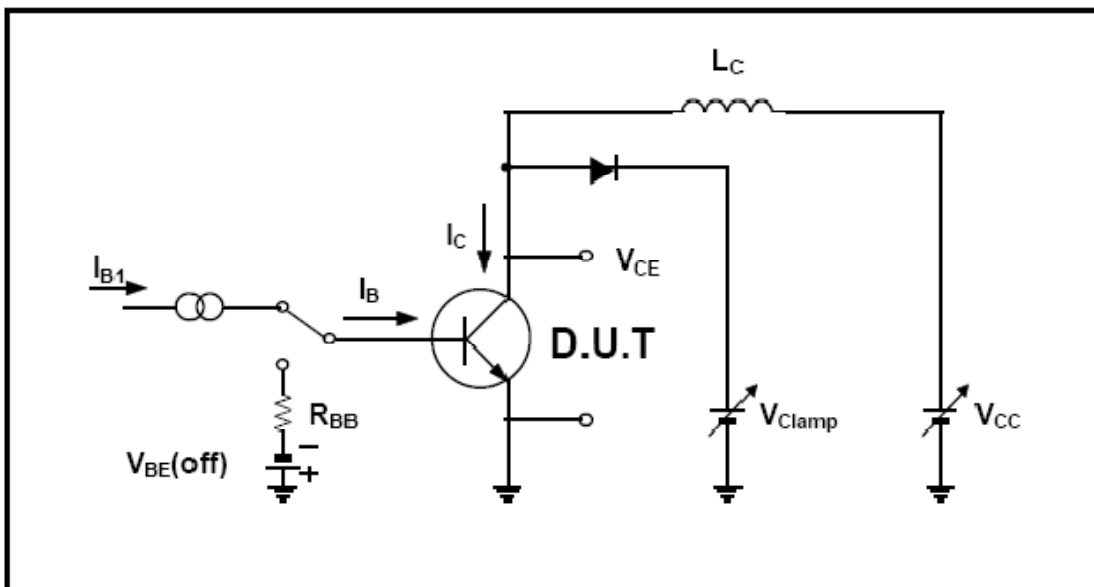 L_C
I_C
V_CE
I_B1
I_B
D.U.T
R_BB
V_Clamp
V_CC
V_BE(off)
−
+